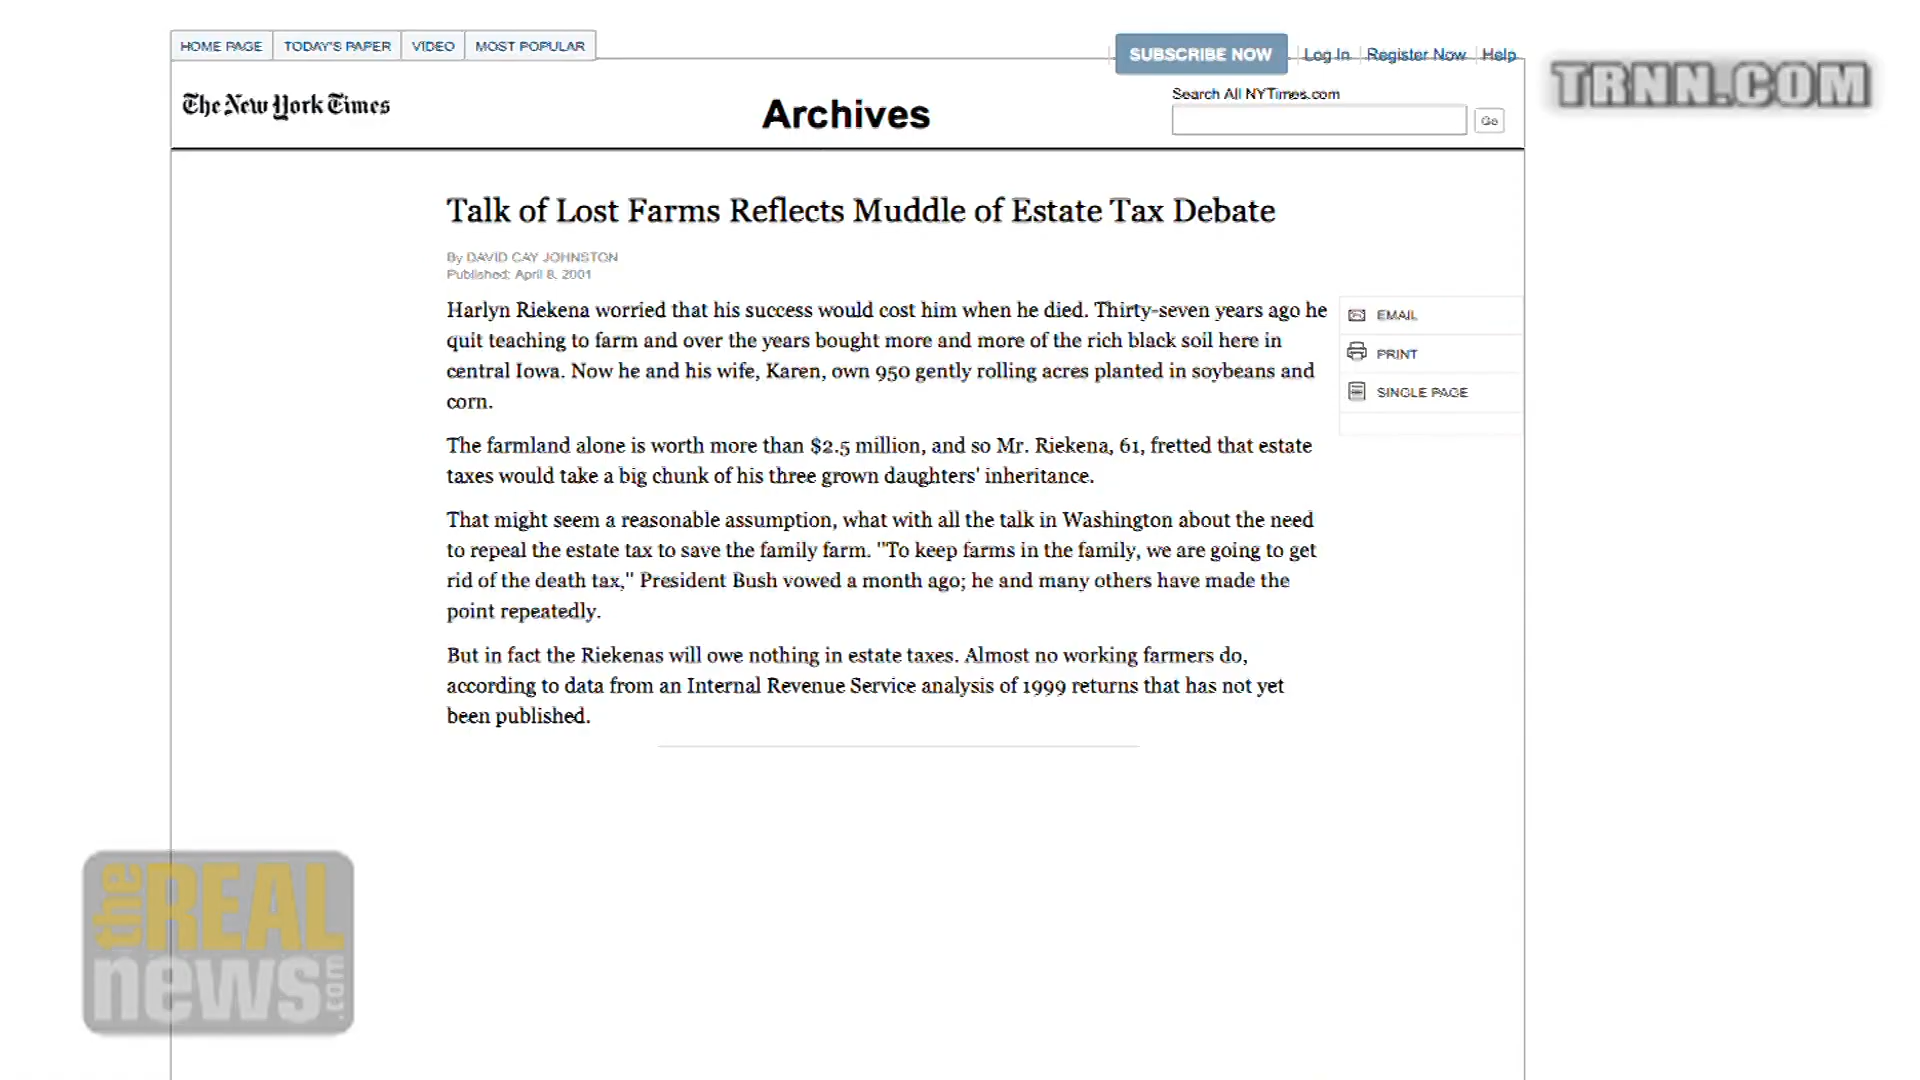 HOME PAGE TODAY'S PAPER VIDEO MOST POPULAR
SUBSCRIBE NOW Log In Register Now Help
TRNN.COM
The New York Times
Archives
Search All NYTimes.com
Go
Talk of Lost Farms Reflects Muddle of Estate Tax Debate
By DAVID CAY JOHNSTON
Published: April 8, 2001
Harlyn Riekena worried that his success would cost him when he died. Thirty-seven years ago he
quit teaching to farm and over the years bought more and more of the rich black soil here in
central Iowa. Now he and his wife, Karen, own 950 gently rolling acres planted in soybeans and
corn.
EMAIL
PRINT
SINGLE PAGE
The farmland alone is worth more than $2.5 million, and so Mr. Riekena, 61, fretted that estate
taxes would take a big chunk of his three grown daughters' inheritance.
That might seem a reasonable assumption, what with all the talk in Washington about the need
to repeal the estate tax to save the family farm. "To keep farms in the family, we are going to get
rid of the death tax," President Bush vowed a month ago; he and many others have made the
point repeatedly.
But in fact the Riekenas will owe nothing in estate taxes. Almost no working farmers do,
according to data from an Internal Revenue Service analysis of 1999 returns that has not yet
been published.
the REAL
news.com